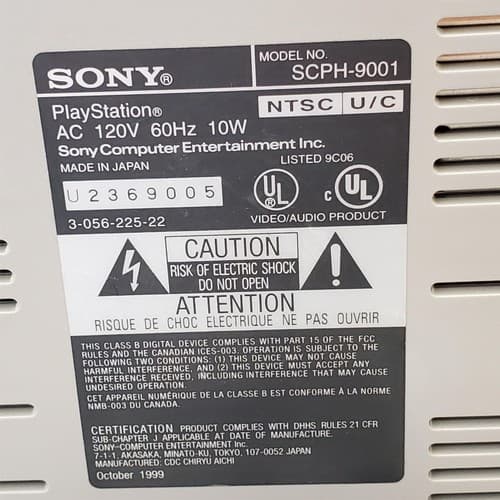 SONY®
MODEL NO.
SCPH-9001
PlayStation®
NTSC U/C
AC 120V 60Hz 10W
Sony Computer Entertainment Inc.
MADE IN JAPAN
LISTED 9C06
U2369005
UL ®
c UL ®
3-056-225-22
VIDEO/AUDIO PRODUCT
CAUTION
RISK OF ELECTRIC SHOCK
DO NOT OPEN
ATTENTION
RISQUE DE CHOC ELECTRIQUE NE PAS OUVRIR
THIS CLASS B DIGITAL DEVICE COMPLIES WITH PART 15 OF THE FCC
RULES AND THE CANADIAN ICES-003. OPERATION IS SUBJECT TO THE
FOLLOWING TWO CONDITIONS: (1) THIS DEVICE MAY NOT CAUSE
HARMFUL INTERFERENCE, AND (2) THIS DEVICE MUST ACCEPT ANY
INTERFERENCE RECEIVED, INCLUDING INTERFERENCE THAT MAY CAUSE
UNDESIRED OPERATION.
CET APPAREIL NUMÉRIQUE DE LA CLASSE B EST CONFORME À LA NORME
NMB-003 DU CANADA.
CERTIFICATION PRODUCT COMPLIES WITH DHHS RULES 21 CFR
SUB-CHAPTER J APPLICABLE AT DATE OF MANUFACTURE.
SONY-COMPUTER ENTERTAINMENT INC.
7-1-1, AKASAKA, MINATO-KU, TOKYO, 107-0052 JAPAN
MANUFACTURED: CDC CHIRYU AICHI
October 1999